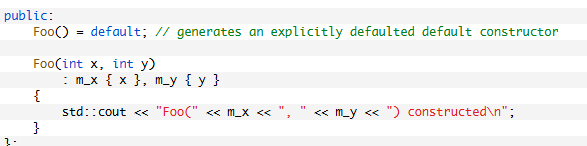 public:
    Foo() = default; // generates an explicitly defaulted default constructor
    Foo(int x, int y)
        : m_x { x }, m_y { y }
    {
        std::cout << "Foo(" << m_x << ", " << m_y << ") constructed\n";
    }
};